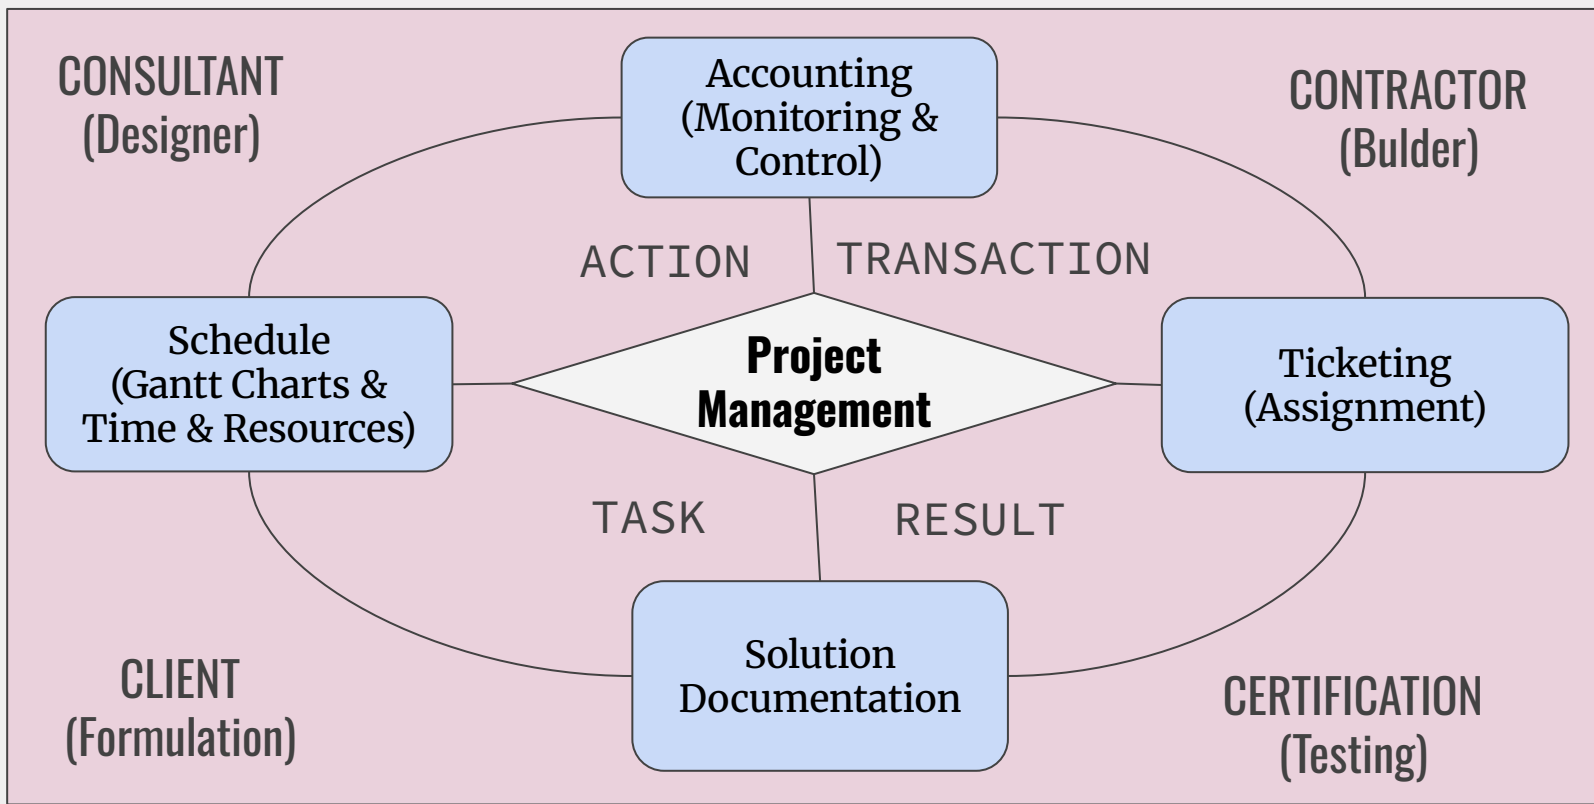 CONSULTANT
(Designer)
Accounting
(Monitoring &
Control)
CONTRACTOR
(Bulder)
ACTION
TRANSACTION
Schedule
(Gantt Charts &
Time & Resources)
Project
Management
Ticketing
(Assignment)
TASK
RESULT
CLIENT
(Formulation)
Solution
Documentation
CERTIFICATION
(Testing)